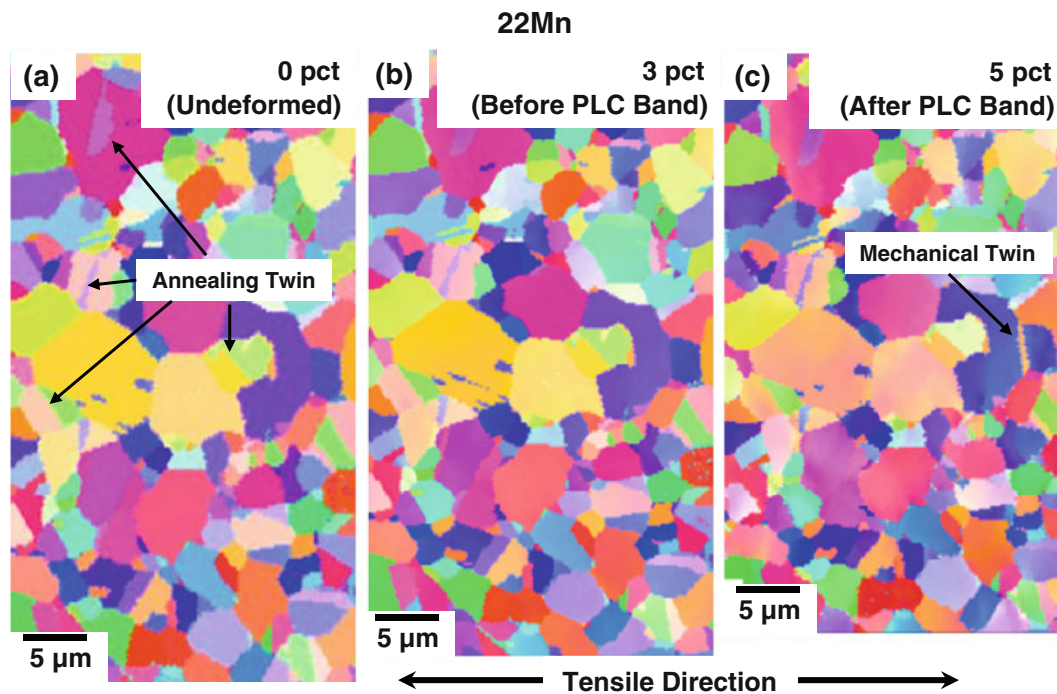 22Mn
(a)
0 pct
(Undeformed)
(b)
3 pct
(Before PLC Band)
(c)
5 pct
(After PLC Band)
Annealing Twin
Mechanical Twin
5 µm
5 µm
5 µm
Tensile Direction